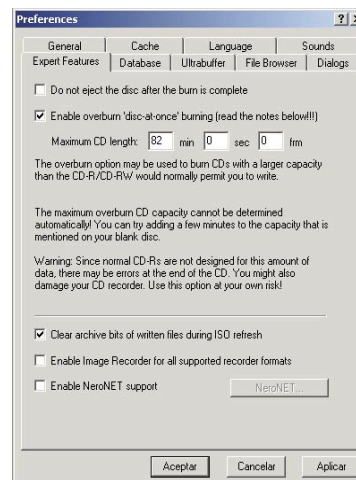 Preferences
General Cache Language Sounds
Expert Features Database Ultrabuffer File Browser Dialogs
Do not eject the disc after the burn is complete
Enable overburn 'disc-at-once' burning (read the notes below!!!)
Maximum CD length: 82 min 0 sec 0 frm
The overburn option may be used to burn CDs with a larger capacity
than the CD-R/CD-RW would normally permit you to write.
The maximum overburn CD capacity cannot be determined
automatically! You can try adding a few minutes to the capacity that is
mentioned on your blank disc.
Warning: Since normal CD-Rs are not designed for this amount of
data, there may be errors at the end of the CD. You might also
damage your CD recorder. Use this option at your own risk!
Clear archive bits of written files during ISO refresh
Enable Image Recorder for all supported recorder formats
Enable NeroNET support NeroNET...
Aceptar Cancelar Aplicar